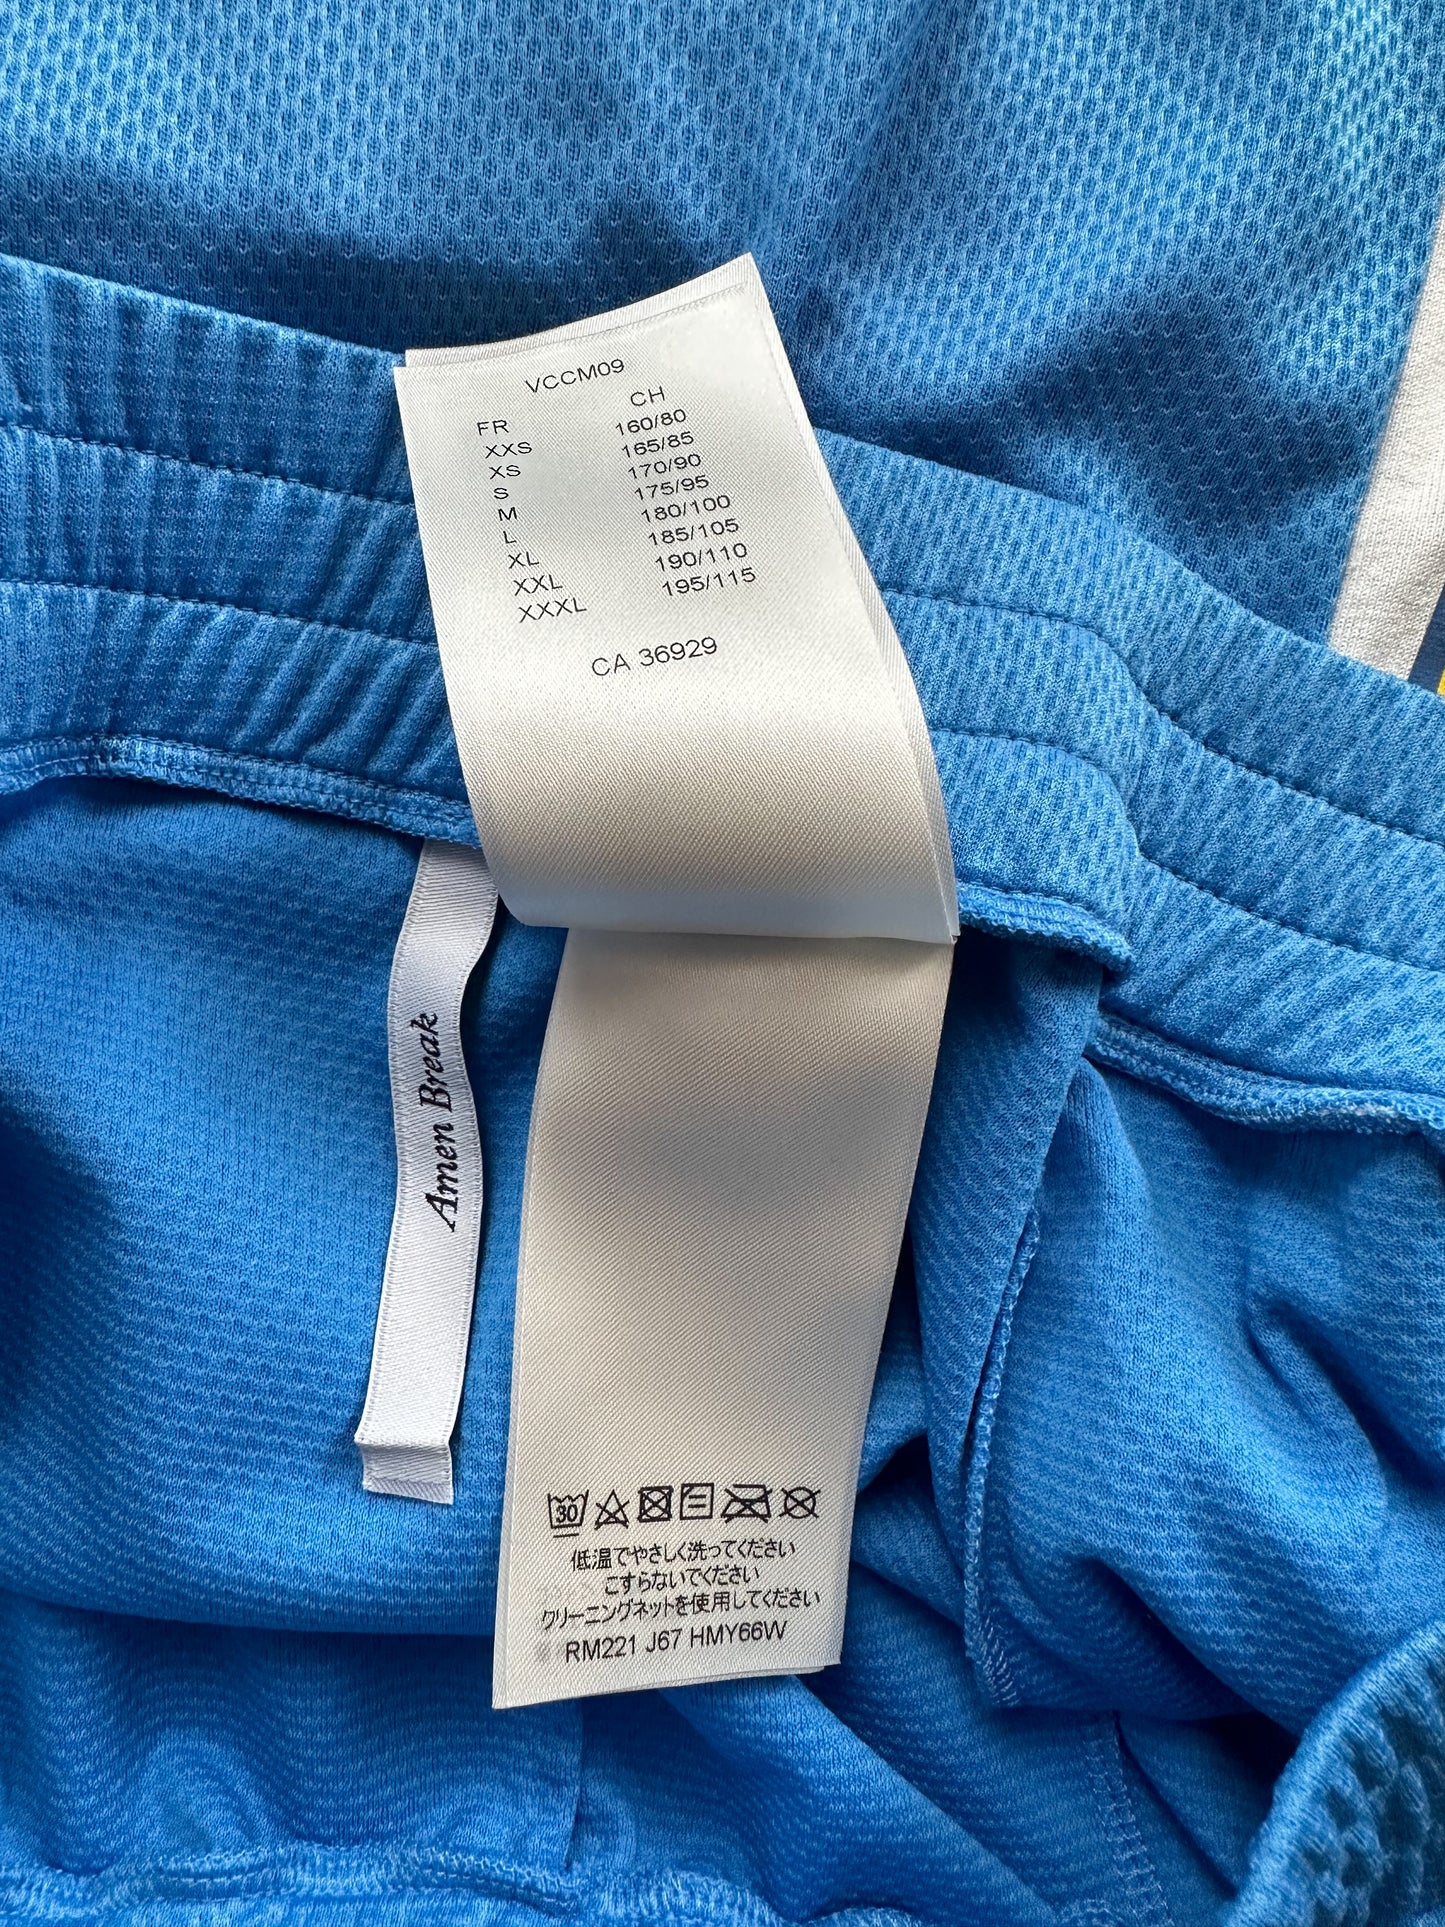 VCCM09
FR CH
XXS 160/80
XS 165/85
S 170/90
M 175/95
L 180/100
XL 185/105
XXL 190/110
XXXL 195/115
CA 36929
Amen Break
30
低温でやさしく洗ってください
こすらないでください
クリーニングネットを使用してください
RM221 J67 HMY66W